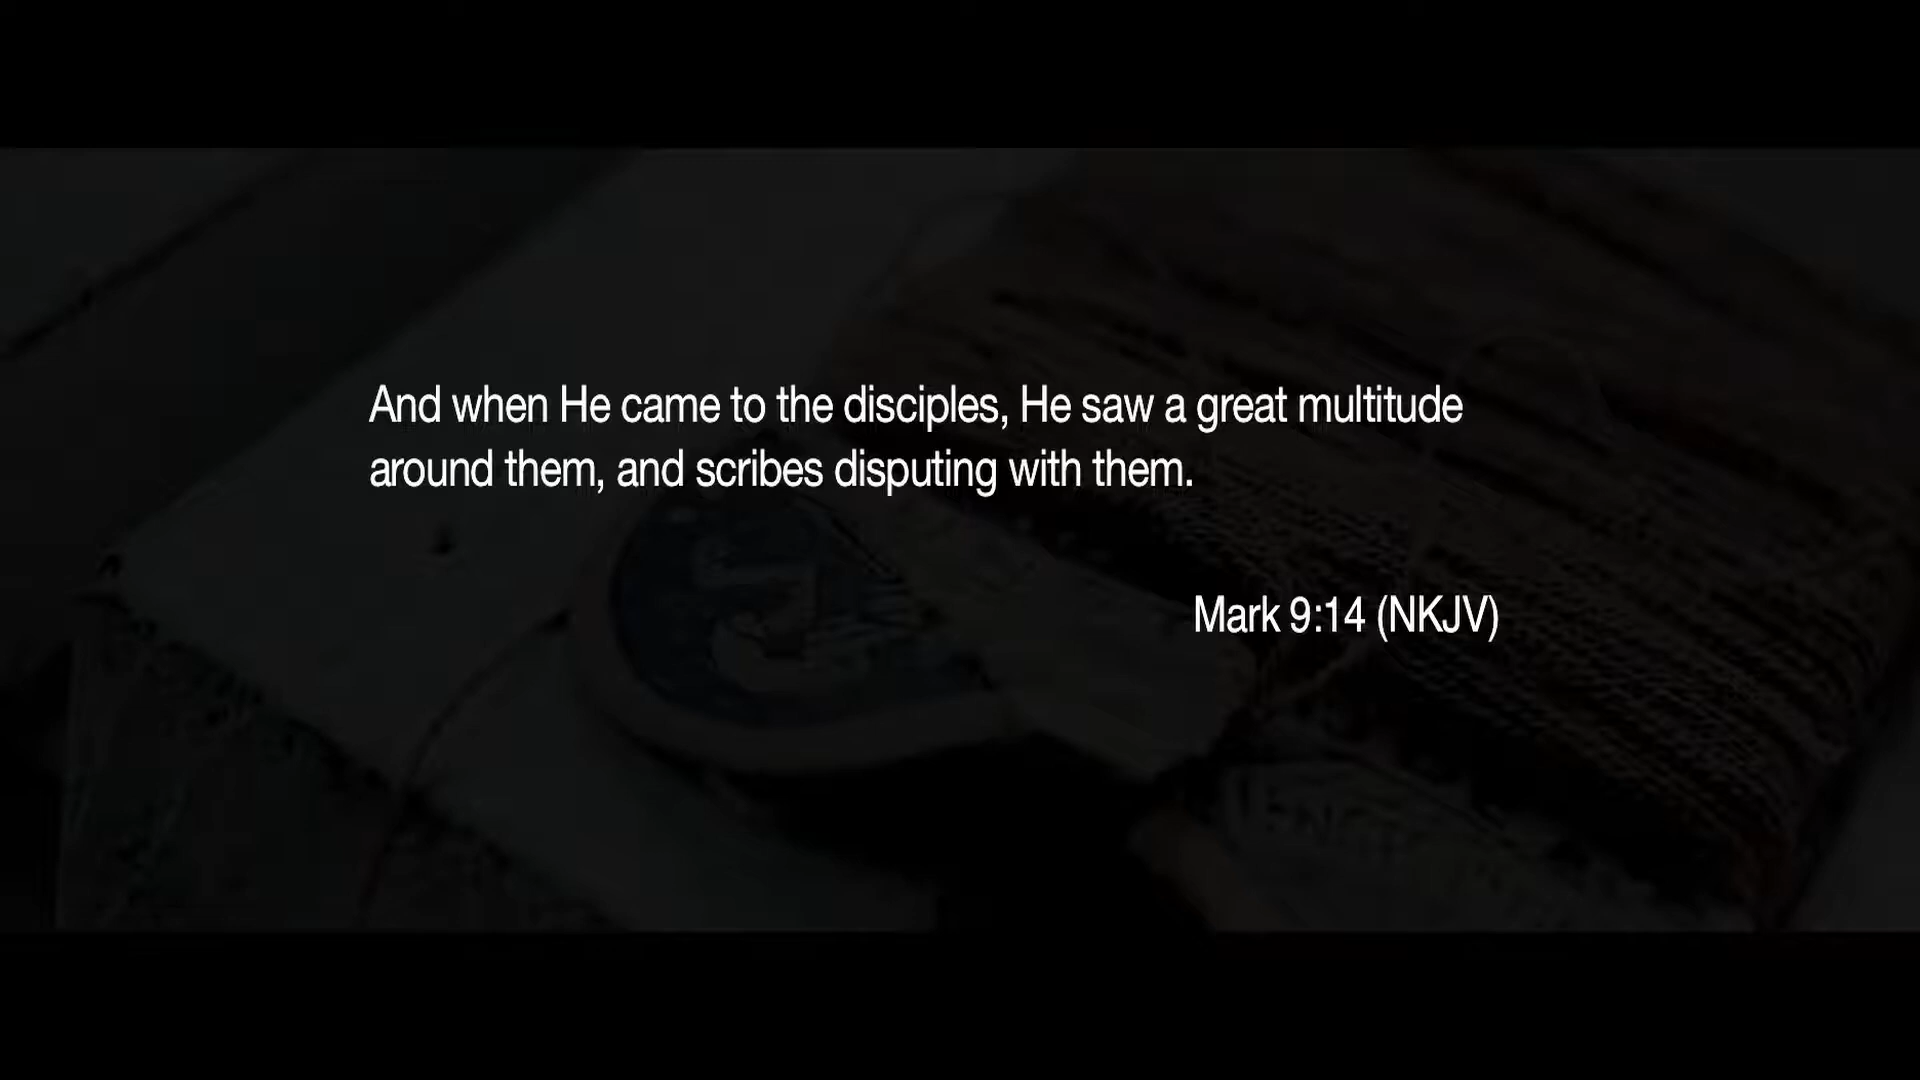 And when He came to the disciples, He saw a great multitude
around them, and scribes disputing with them.
Mark 9:14 (NKJV)